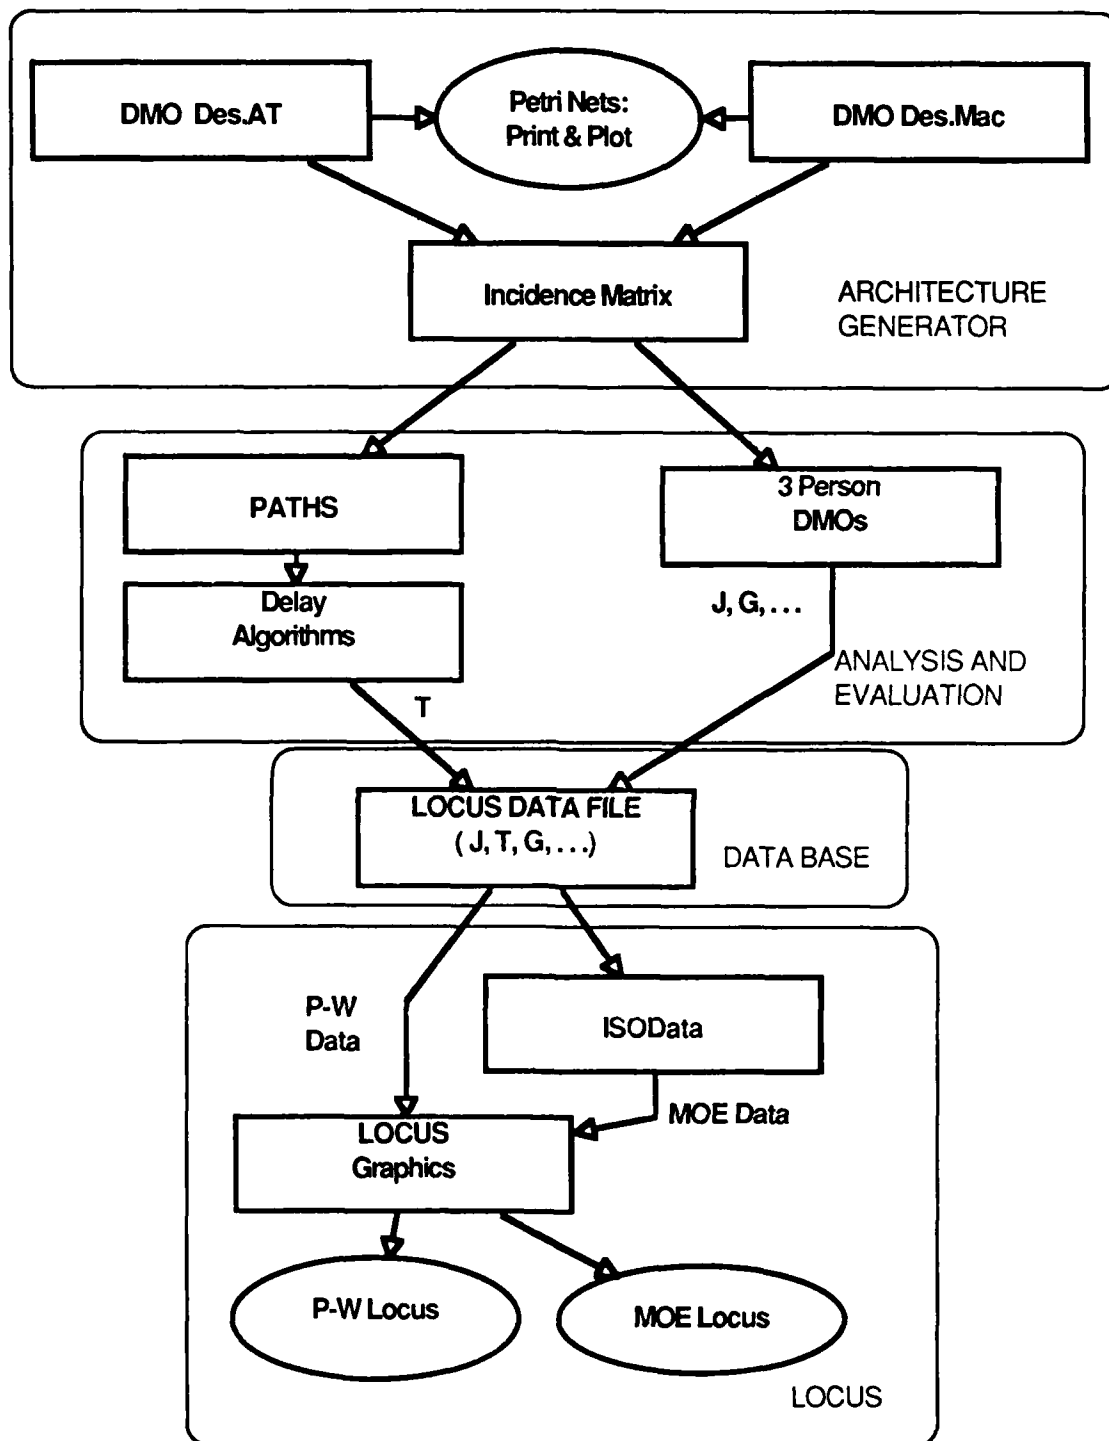 DMO Des.AT
Petri Nets:
Print & Plot
DMO Des.Mac
Incidence Matrix
ARCHITECTURE
GENERATOR
PATHS
3 Person
DMOs
Delay
Algorithms
J, G, . . .
ANALYSIS AND
EVALUATION
T
LOCUS DATA FILE
( J, T, G, . . .)
DATA BASE
P-W
Data
ISOData
MOE Data
LOCUS
Graphics
P-W Locus
MOE Locus
LOCUS